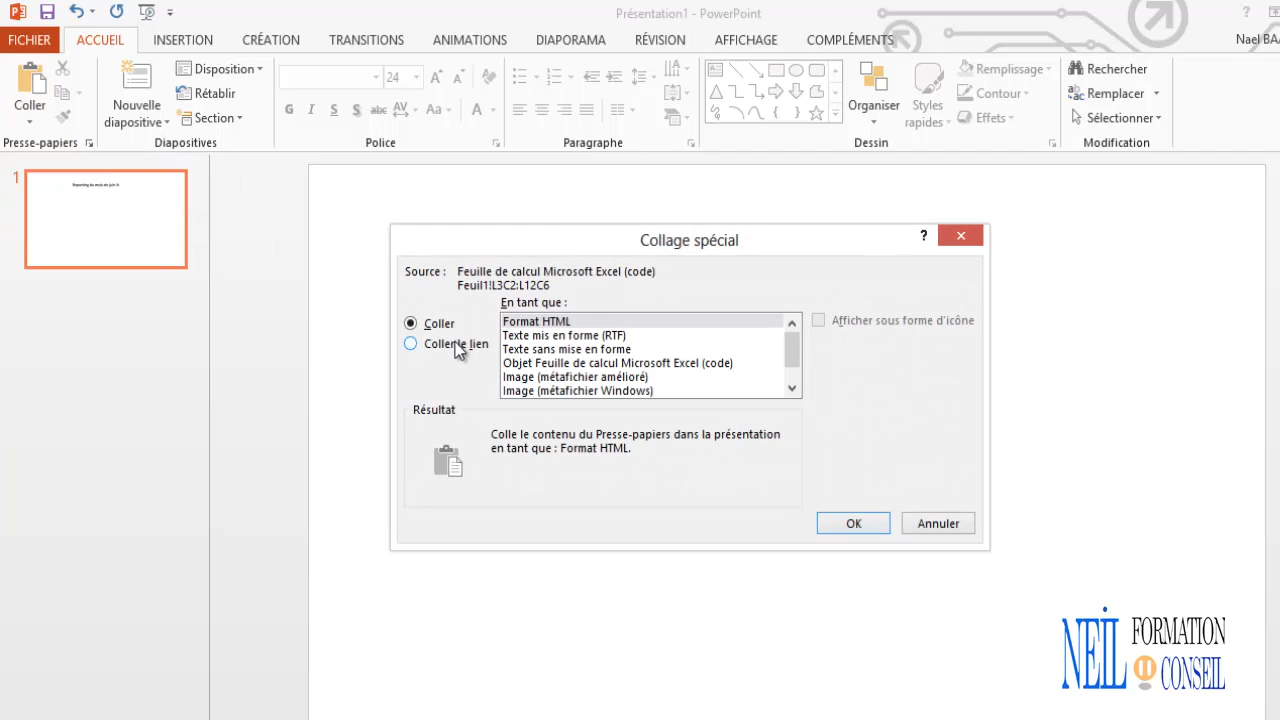 Présentation1 - PowerPoint
?
FICHIER ACCUEIL INSERTION CRÉATION TRANSITIONS ANIMATIONS DIAPORAMA RÉVISION AFFICHAGE COMPLÉMENTS Nael BA
Coller
Nouvelle
diapositive
Disposition
Rétablir
Section
24
G I S S abc AV Aa A
Organiser
Styles
rapides
Remplissage
Contour
Effets
Rechercher
Remplacer
Sélectionner
Presse-papiers Diapositives Police Paragraphe Dessin Modification
1
Collage spécial
?
Source : Feuille de calcul Microsoft Excel (code)
Feuil1!L3C2:L12C6
En tant que :
Coller
Coller le lien
Format HTML
Texte mis en forme (RTF)
Texte sans mise en forme
Objet Feuille de calcul Microsoft Excel (code)
Image (métafichier amélioré)
Image (métafichier Windows)
Afficher sous forme d'icône
Résultat
Colle le contenu du Presse-papiers dans la présentation
en tant que : Format HTML.
OK Annuler
NEIL FORMATION
CONSEIL